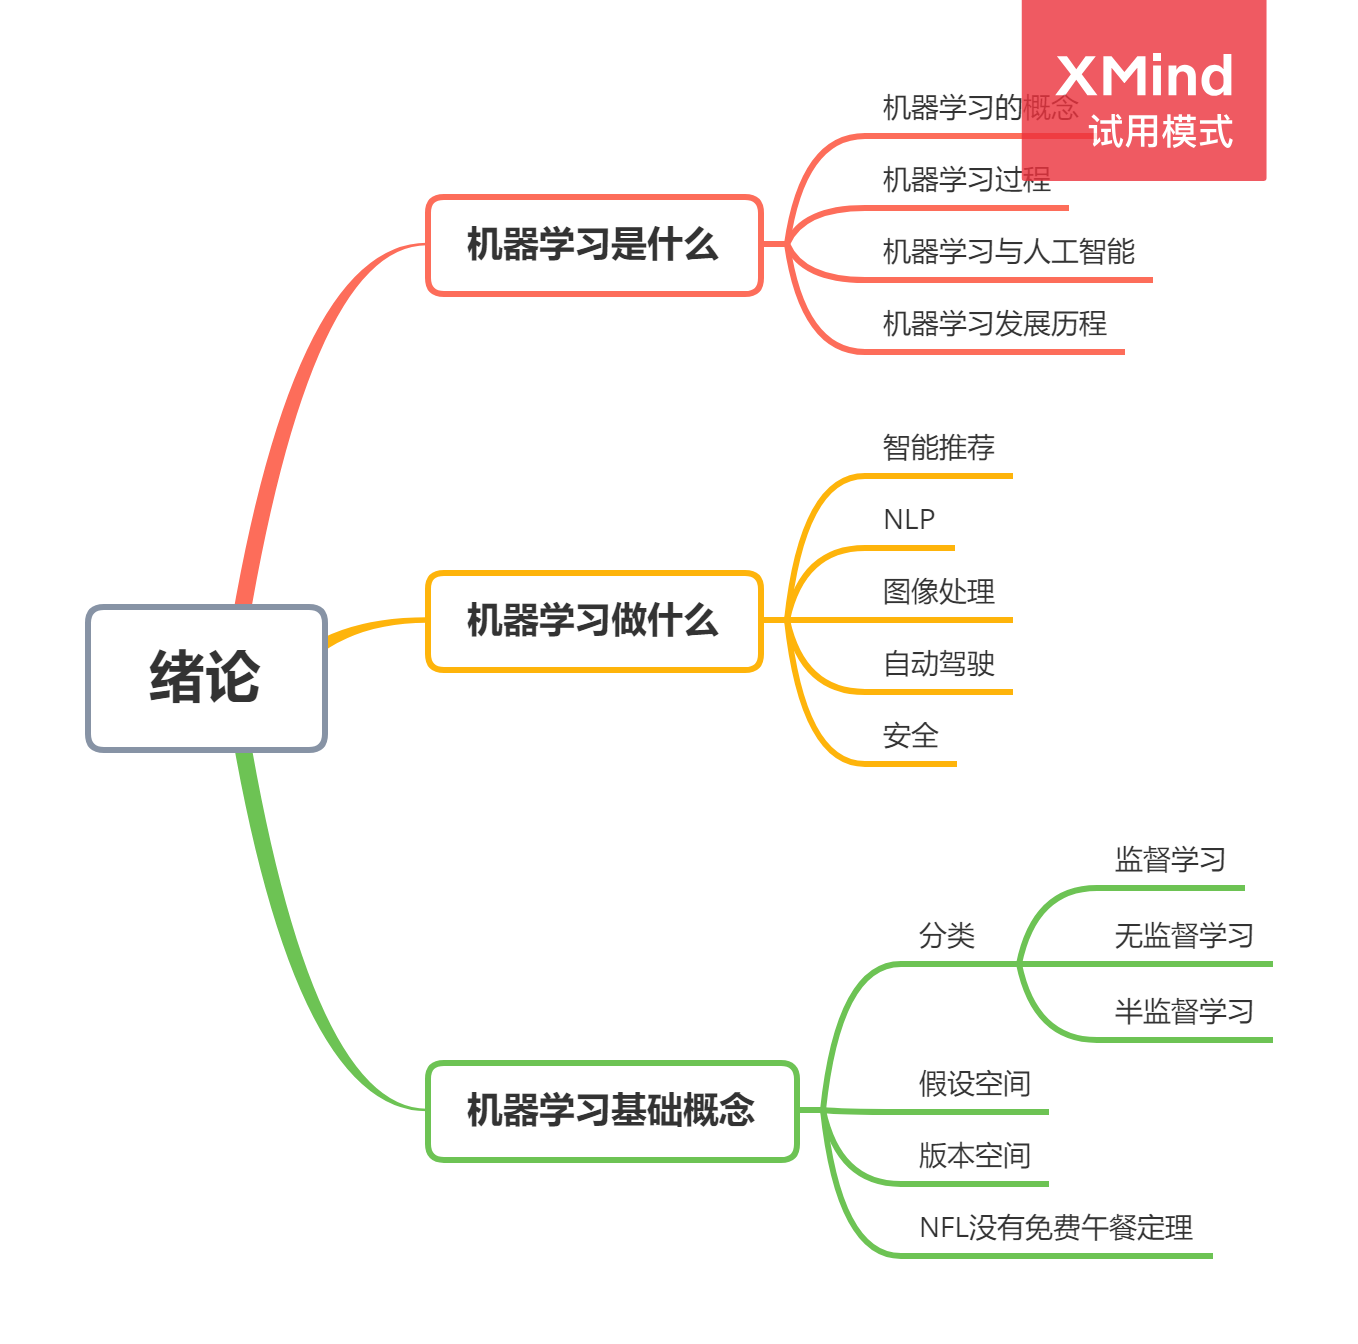 XMind
试用模式
机器学习的概念
机器学习过程
机器学习是什么
机器学习与人工智能
机器学习发展历程
智能推荐
NLP
机器学习做什么
图像处理
自动驾驶
绪论
安全
监督学习
分类
无监督学习
半监督学习
假设空间
机器学习基础概念
版本空间
NFL没有免费午餐定理